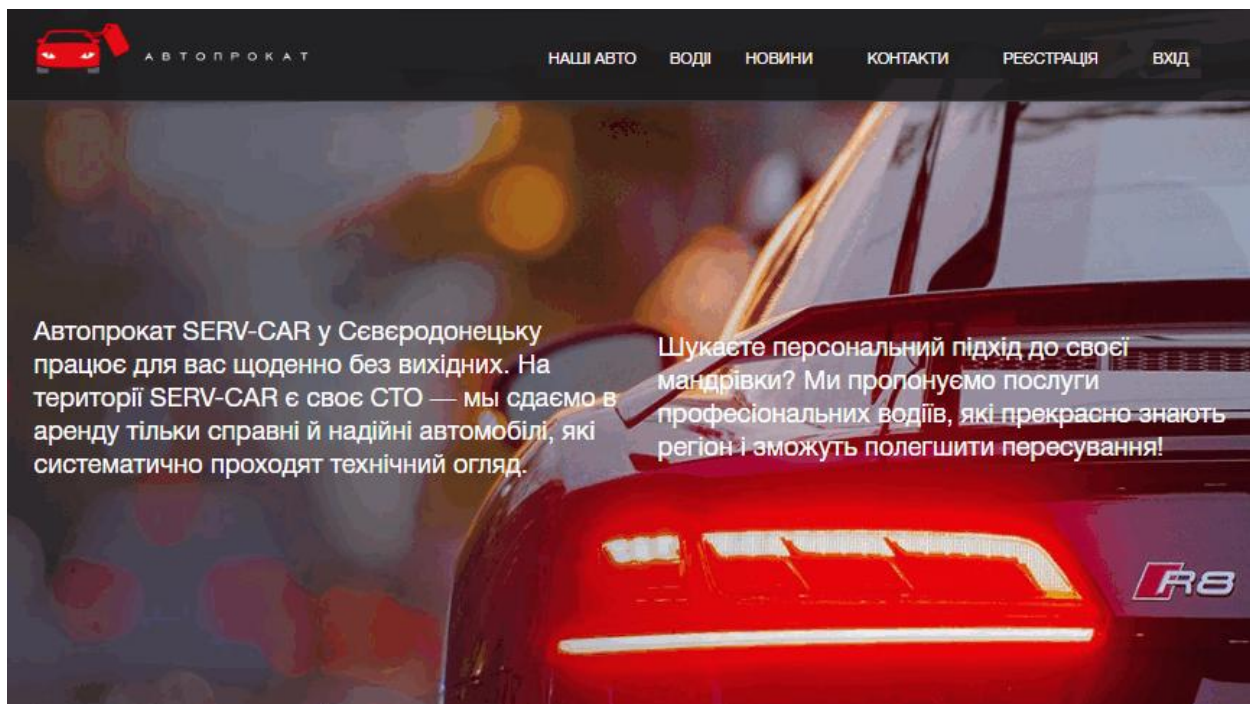 АВТОПРОКАТ
НАШІ АВТО ВОДІЇ НОВИНИ КОНТАКТИ РЕЄСТРАЦІЯ ВХІД
Автопрокат SERV-CAR у Сєвєродонецьку
працює для вас щоденно без вихідних. На
території SERV-CAR є своє СТО — мы сдаємо в
аренду тільки справні й надійні автомобілі, які
систематично проходят технічний огляд.
Шукаєте персональний підхід до своєї
мандрівки? Ми пропонуємо послуги
професіональних водіїв, які прекрасно знають
регіон і зможуть полегшити пересування!
R8